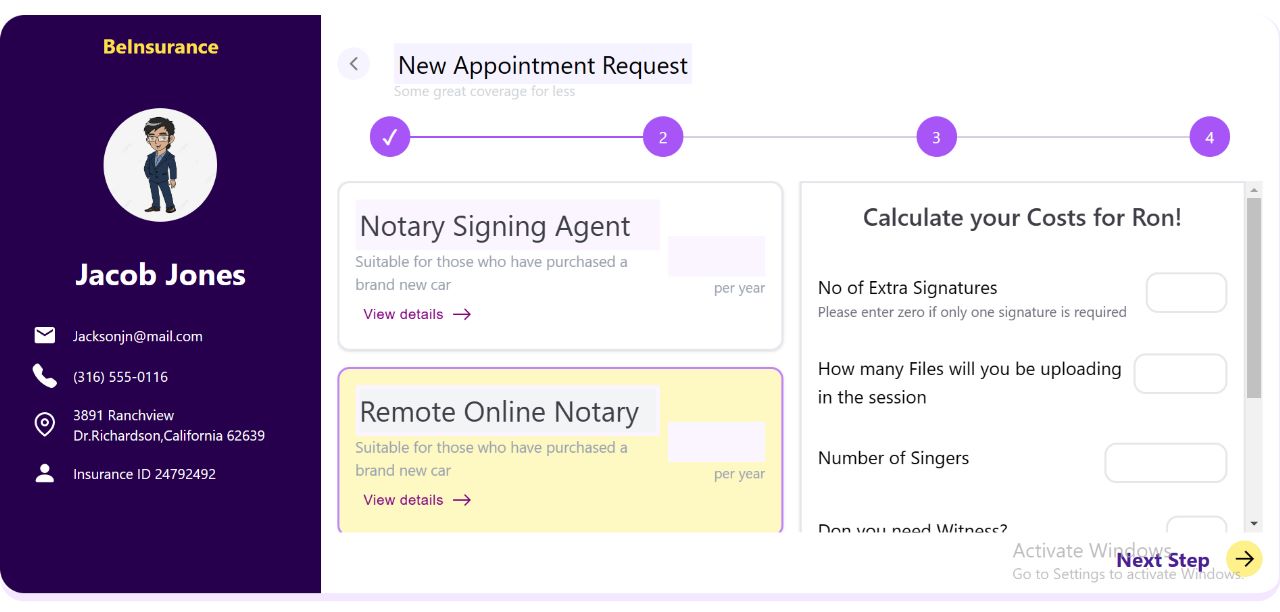 BeInsurance
Jacob Jones
Jacksonjn@mail.com
(316) 555-0116
3891 Ranchview
Dr.Richardson,California 62639
Insurance ID 24792492
New Appointment Request
Some great coverage for less
2
3
4
Notary Signing Agent
Suitable for those who have purchased a
brand new car
per year
View details
Remote Online Notary
Suitable for those who have purchased a
brand new car
per year
View details
Calculate your Costs for Ron!
No of Extra Signatures
Please enter zero if only one signature is required
How many Files will you be uploading
in the session
Number of Singers
Don you need Witness?
Activate Windows
Go to Settings to activate Windows.
Next Step